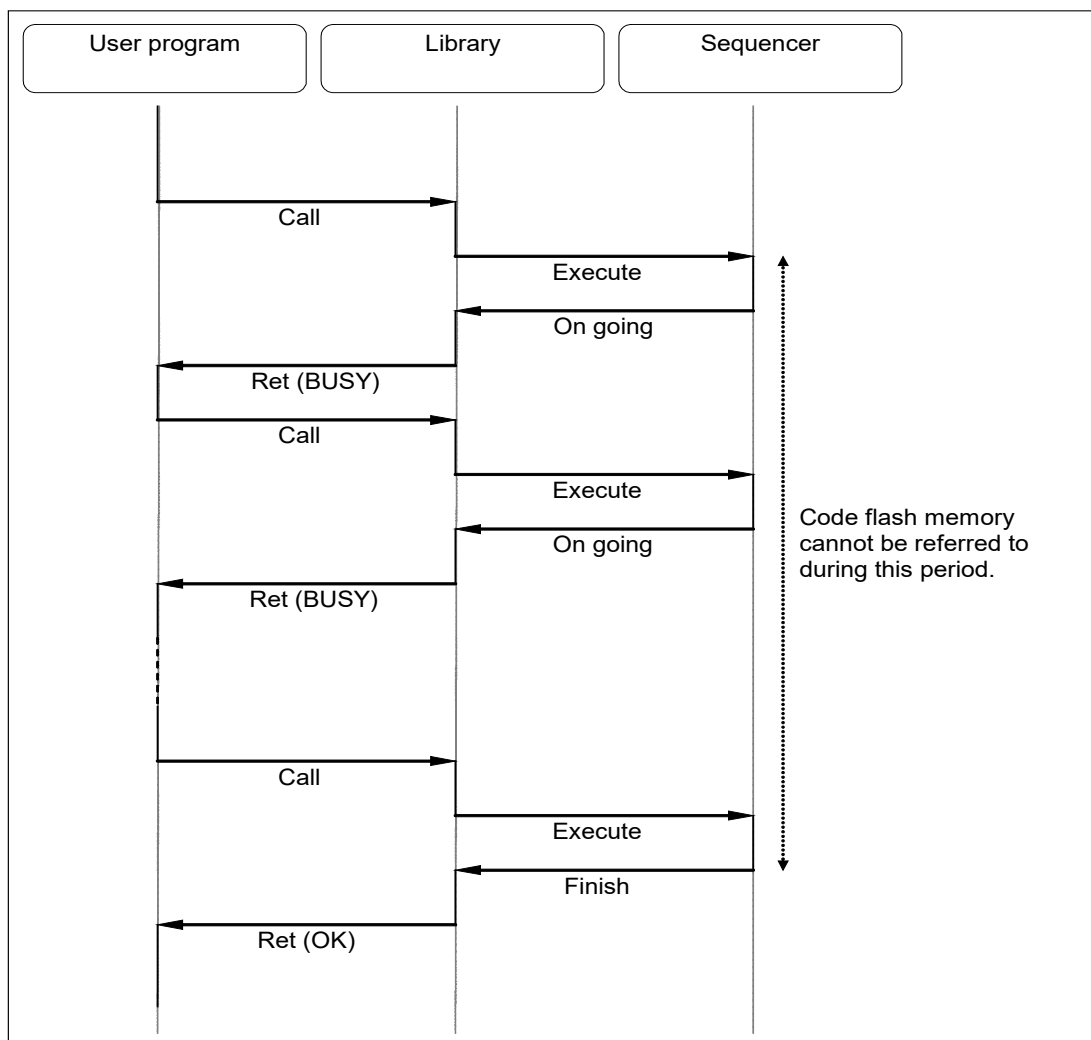 User program
Library
Sequencer
Call
Execute
On going
Ret (BUSY)
Call
Execute
On going
Code flash memory
cannot be referred to
during this period.
Ret (BUSY)
Call
Execute
Finish
Ret (OK)